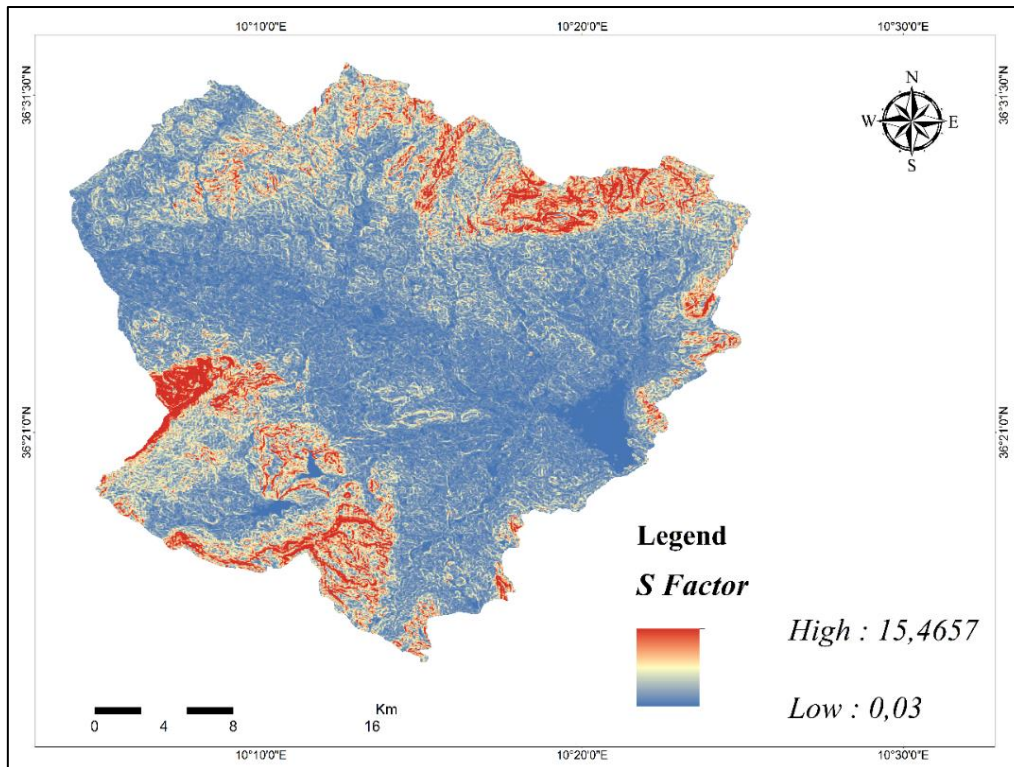 10°10'0"E 10°20'0"E 10°30'0"E
36°31'30"N 36°31'30"N
N
W E
S
36°21'0"N 36°21'0"N
Legend
S Factor
High : 15,4657
Low : 0,03
Km
0 4 8 16
10°10'0"E 10°20'0"E 10°30'0"E